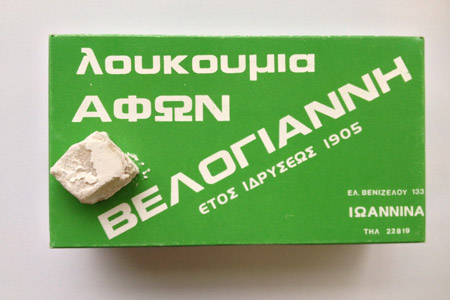 λουκουμια
ΑΦΩΝ
ΒΕΛΟΓΙΑΝΝΗ
ΕΤΟΣ ΙΔΡΥΣΕΩΣ 1905
ΕΛ. ΒΕΝΙΖΕΛΟΥ 133
ΙΩΑΝΝΙΝΑ
ΤΗΛ 22819